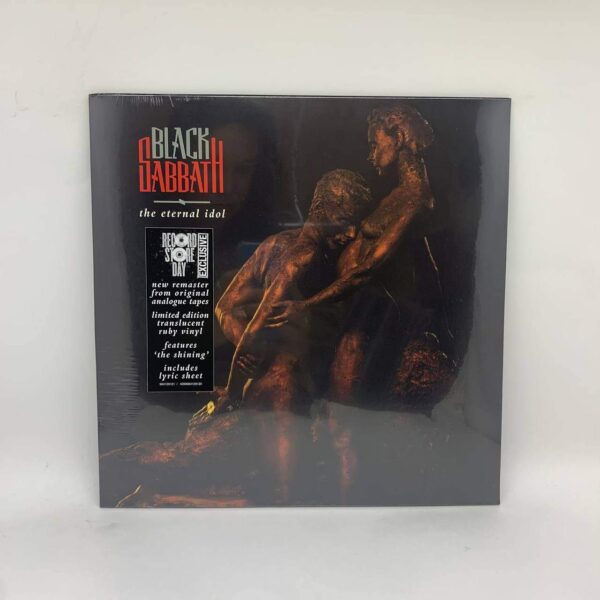 BLACK
SABBATH
the eternal idol
RECORD
STORE
DAY
EXCLUSIVE
new remaster
from original
analogue tapes
limited edition
translucent
ruby vinyl
features
'the shining'
includes
lyric sheet